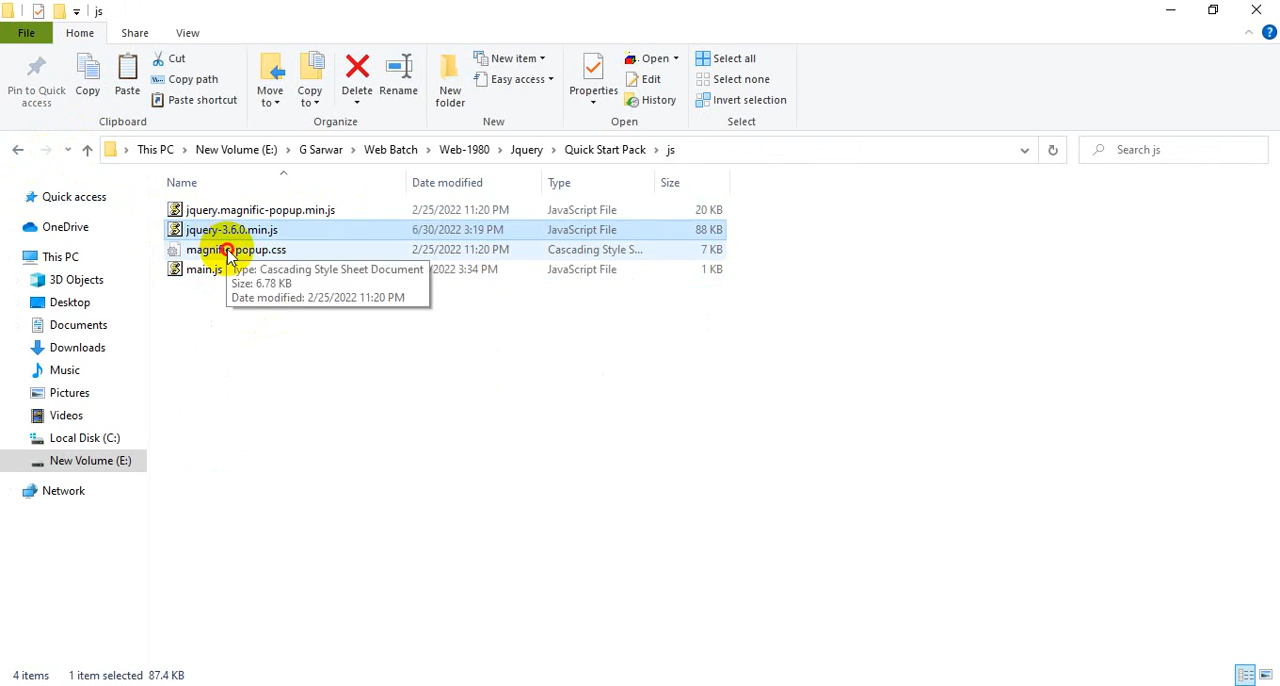 js
File Home Share View
Pin to Quick access
Copy
Paste
Cut
Copy path
Paste shortcut
Clipboard
Move to
Copy to
Delete
Rename
Organize
New folder
New item
Easy access
New
Properties
Open
Edit
History
Open
Select all
Select none
Invert selection
Select
This PC › New Volume (E:) › G Sarwar › Web Batch › Web-1980 › Jquery › Quick Start Pack › js
Search js
Name Date modified Type Size
jquery.magnific-popup.min.js 2/25/2022 11:20 PM JavaScript File 20 KB
jquery-3.6.0.min.js 6/30/2022 3:19 PM JavaScript File 88 KB
magnific-popup.css 2/25/2022 11:20 PM Cascading Style S... 7 KB
main.js /2022 3:34 PM JavaScript File 1 KB
Type: Cascading Style Sheet Document
Size: 6.78 KB
Date modified: 2/25/2022 11:20 PM
Quick access
OneDrive
This PC
3D Objects
Desktop
Documents
Downloads
Music
Pictures
Videos
Local Disk (C:)
New Volume (E:)
Network
4 items 1 item selected 87.4 KB